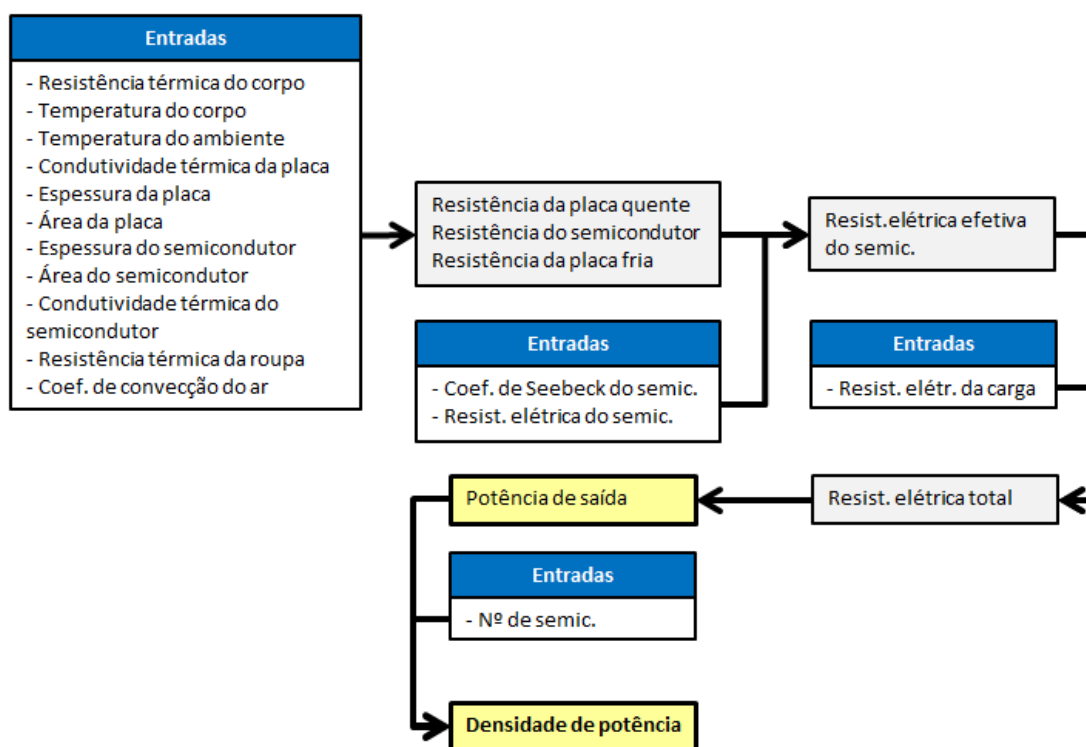 Entradas
- Resistência térmica do corpo
- Temperatura do corpo
- Temperatura do ambiente
- Condutividade térmica da placa
- Espessura da placa
- Área da placa
- Espessura do semicondutor
- Área do semicondutor
- Condutividade térmica do
semicondutor
- Resistência térmica da roupa
- Coef. de convecção do ar
Resistência da placa quente
Resistência do semicondutor
Resistência da placa fria
Resist.elétrica efetiva
do semic.
Entradas
- Coef. de Seebeck do semic.
- Resist. elétrica do semic.
Entradas
- Resist. elétr. da carga
Resist. elétrica total
Potência de saída
Entradas
- Nº de semic.
Densidade de potência